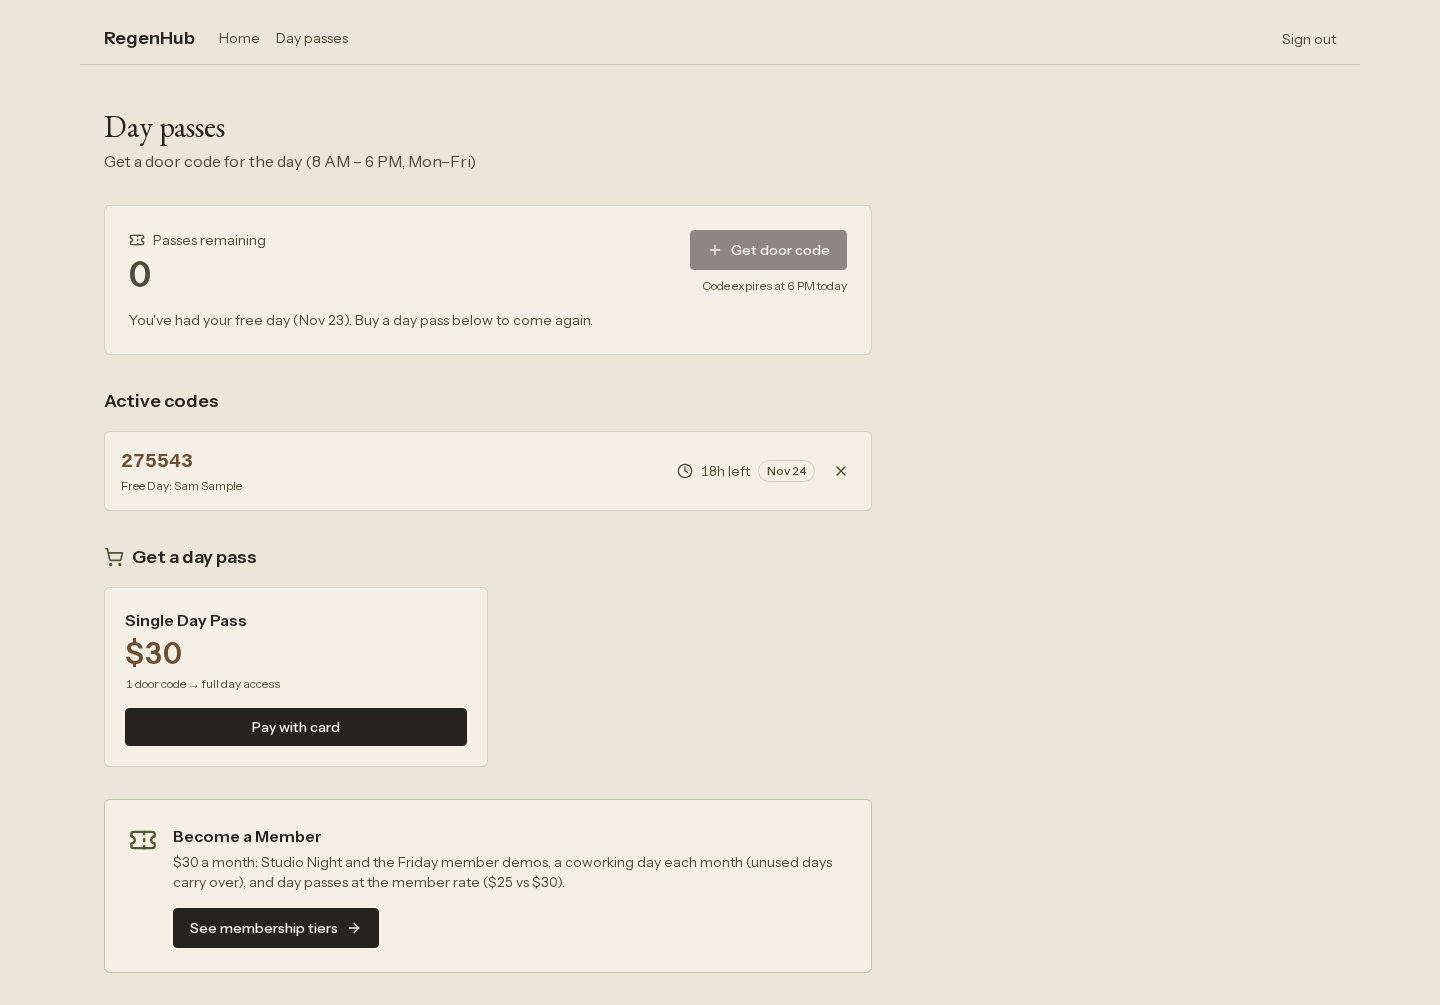 RegenHub Home Day passes Sign out
Day passes
Get a door code for the day (8 AM – 6 PM, Mon–Fri)
Passes remaining
0
Get door code
Code expires at 6 PM today
You've had your free day (Nov 23). Buy a day pass below to come again.
Active codes
275543
Free Day: Sam Sample
18h left Nov 24
Get a day pass
Single Day Pass
$30
1 door code → full day access
Pay with card
Become a Member
$30 a month: Studio Night and the Friday member demos, a coworking day each month (unused days
carry over), and day passes at the member rate ($25 vs $30).
See membership tiers →